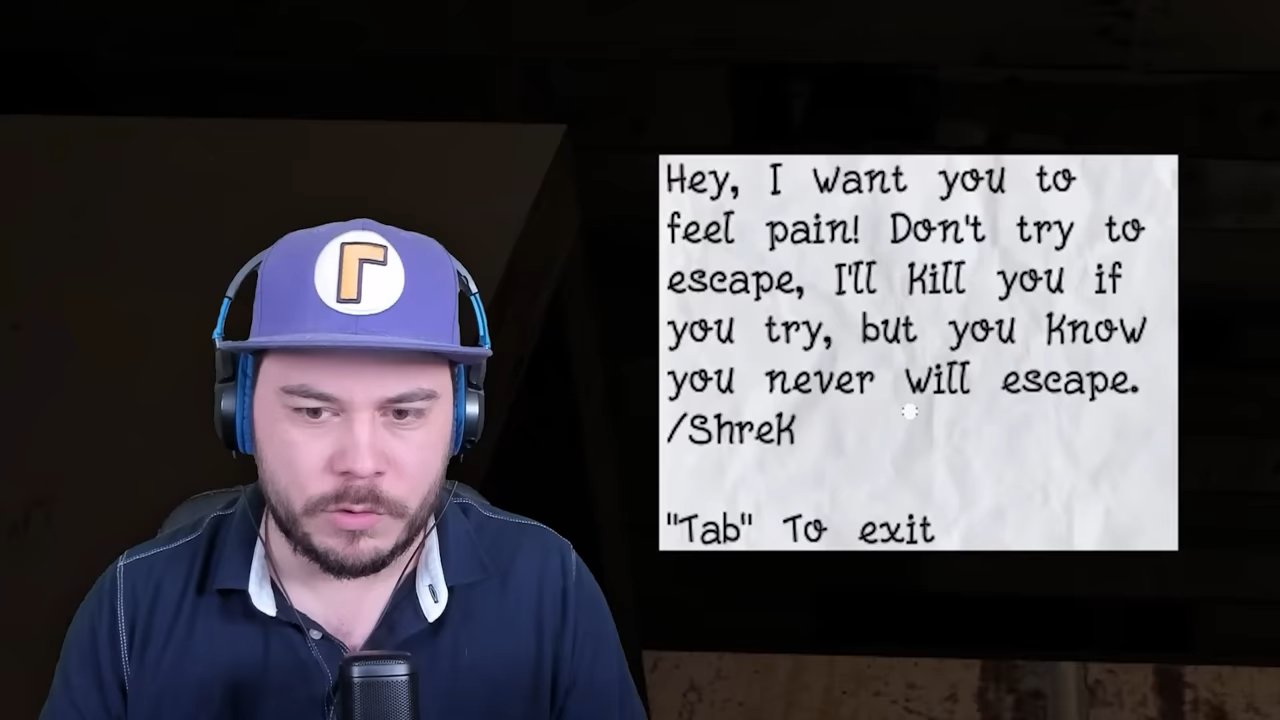 Hey, I want you to
feel pain! Don't try to
escape, I'll kill you if
you try, but you know
you never will escape.
/Shrek
"Tab" To exit